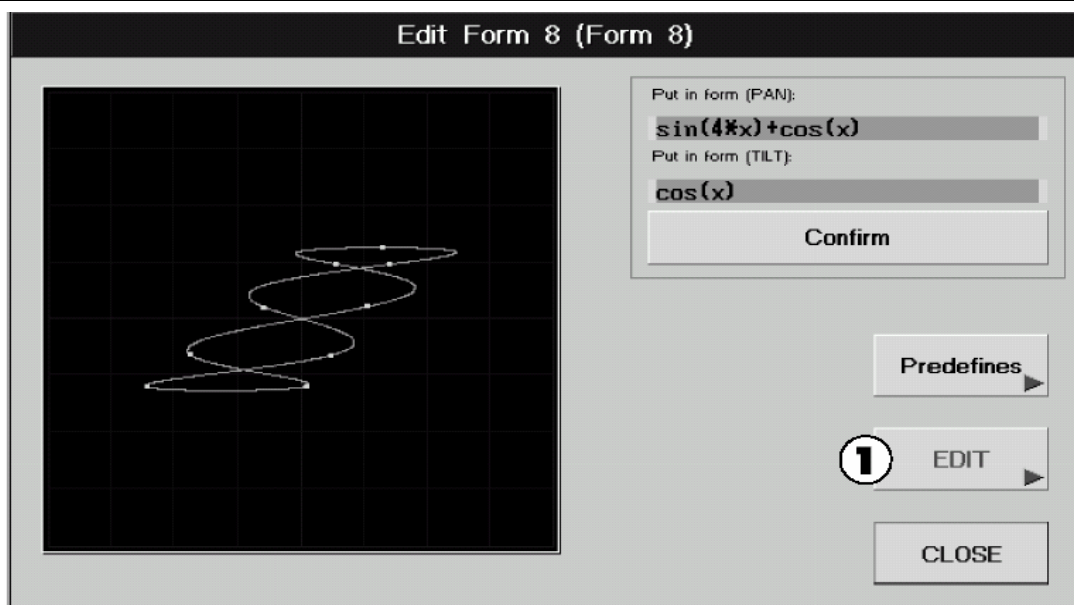 Edit Form 8 (Form 8)
Put in form (PAN):
sin(4*x)+cos(x)
Put in form (TILT):
cos(x)
Confirm
Predefines
1
EDIT
CLOSE